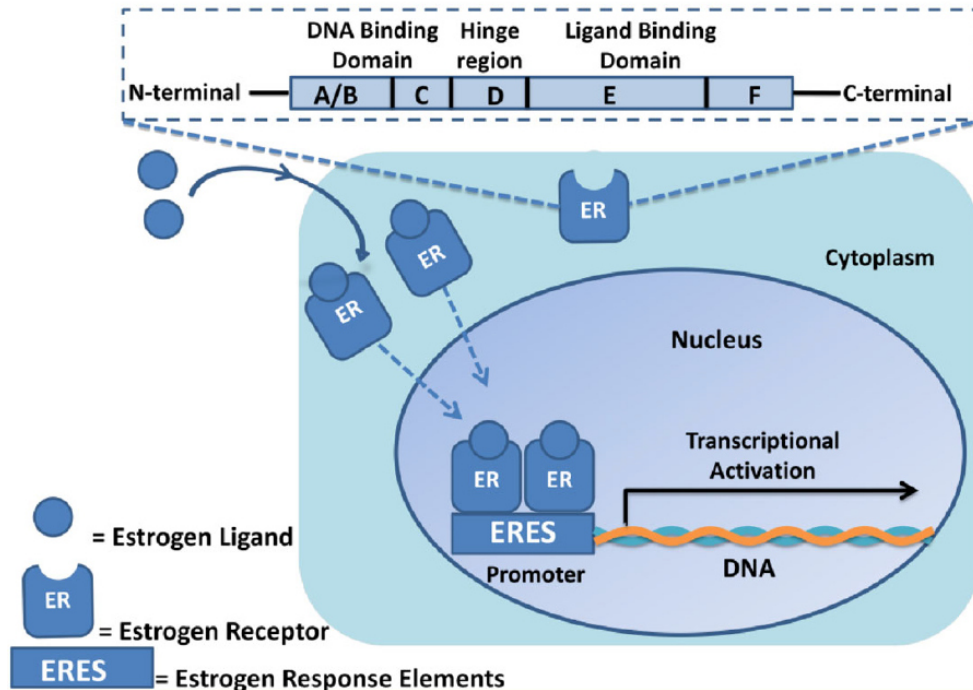 DNA Binding Domain
Hinge region
Ligand Binding Domain
N-terminal
A/B C D E F
C-terminal
ER
Cytoplasm
ER
ER
Nucleus
Transcriptional
Activation
ER ER
ERES
Promoter
DNA
= Estrogen Ligand
ER
= Estrogen Receptor
ERES
= Estrogen Response Elements